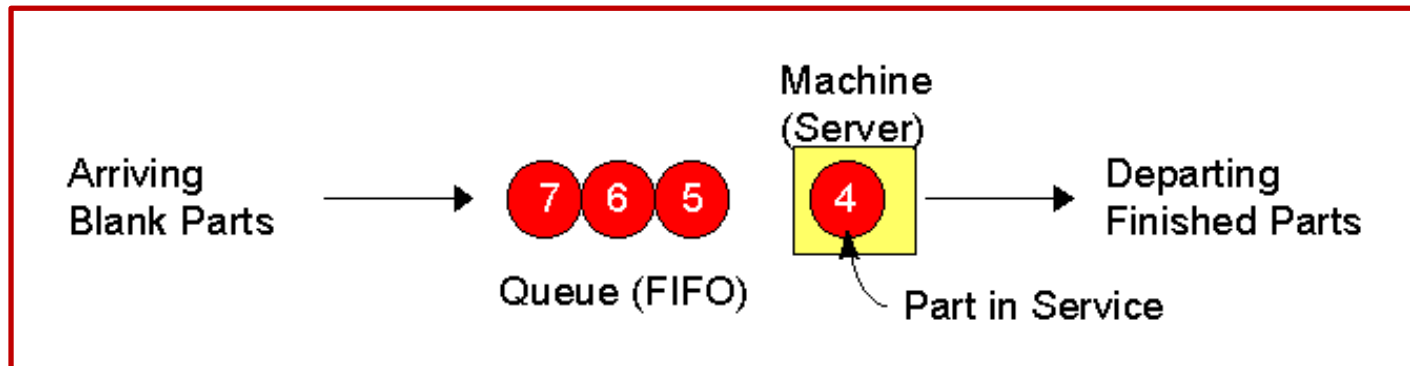 Machine
(Server)
Arriving
Blank Parts
7 6 5
4
Departing
Finished Parts
Queue (FIFO)
Part in Service